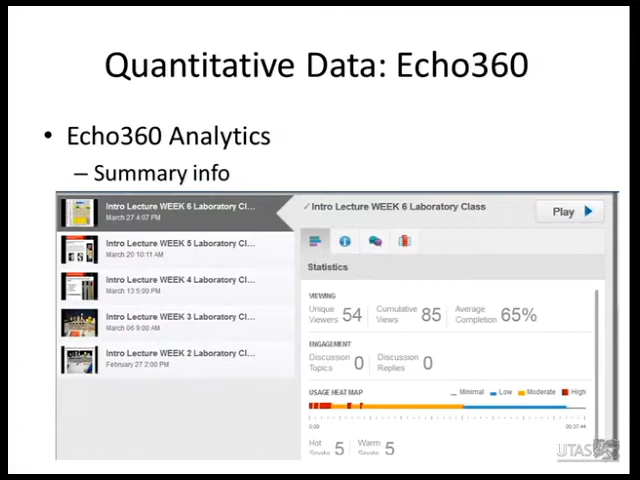 Quantitative Data: Echo360
• Echo360 Analytics
– Summary info
Intro Lecture WEEK 6 Laboratory Cl...
March 27 4:07 PM
Intro Lecture WEEK 5 Laboratory Cl...
March 20 10:11 AM
Intro Lecture WEEK 4 Laboratory Cl...
March 13 5:00 PM
Intro Lecture WEEK 3 Laboratory Cl...
March 06 9:00 AM
Intro Lecture WEEK 2 Laboratory Cl...
February 27 2:00 PM
Intro Lecture WEEK 6 Laboratory Class
Play
Statistics
VIEWING
Unique Viewers 54
Cumulative Views 85
Average Completion 65%
ENGAGEMENT
Discussion Topics 0
Discussion Replies 0
USAGE HEAT MAP
Minimal Low Moderate High
0:00
00:37:44
Hot Spots 5
Warm Spots 5
UTAS